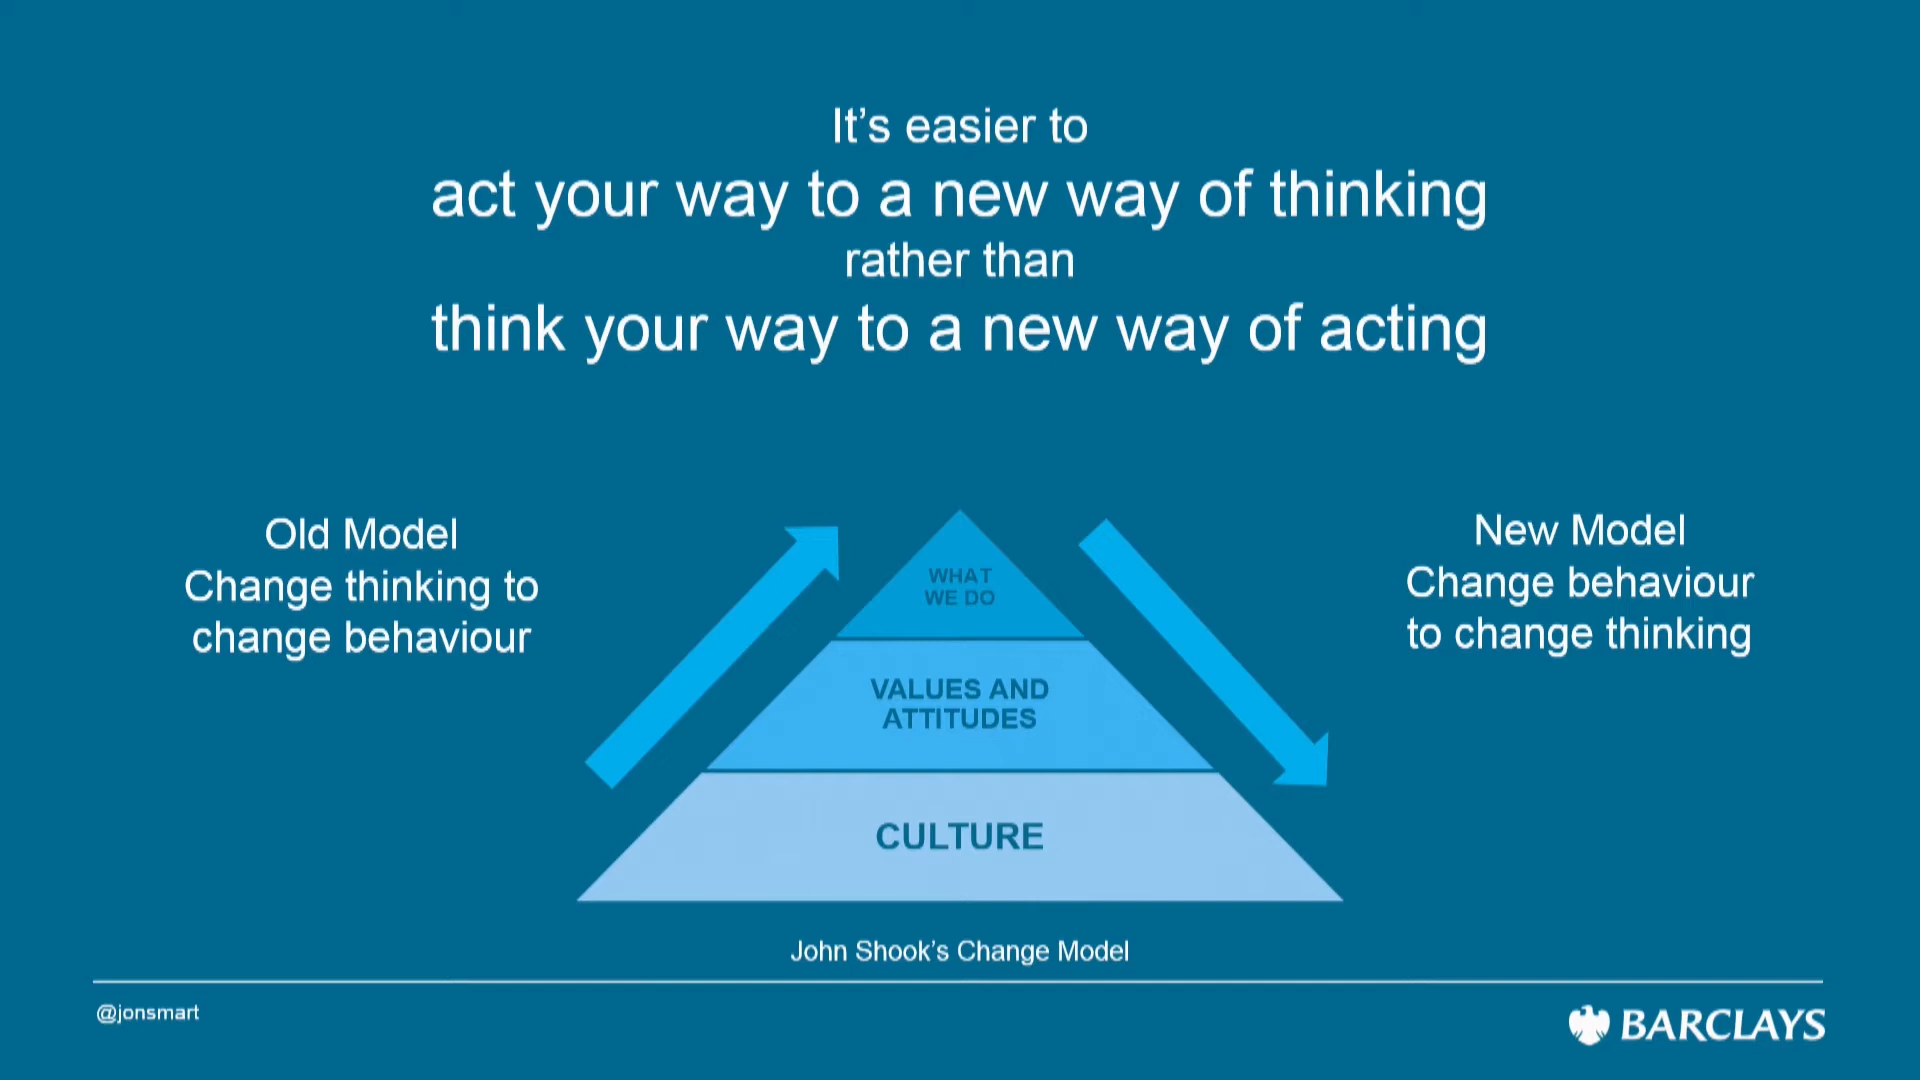 It's easier to
act your way to a new way of thinking
rather than
think your way to a new way of acting
Old Model
Change thinking to
change behaviour
WHAT
WE DO
VALUES AND
ATTITUDES
CULTURE
New Model
Change behaviour
to change thinking
John Shook's Change Model
@jonsmart
BARCLAYS